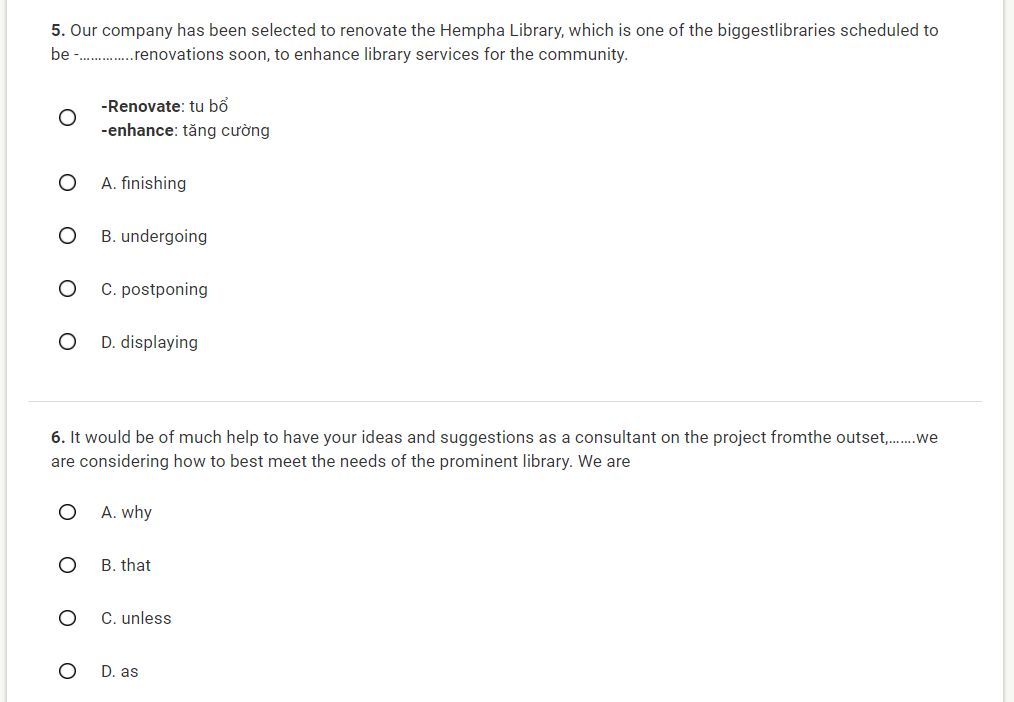 5. Our company has been selected to renovate the Hempha Library, which is one of the biggestlibraries scheduled to
be -..............renovations soon, to enhance library services for the community.
-Renovate: tu bổ
-enhance: tăng cường
A. finishing
B. undergoing
C. postponing
D. displaying
6. It would be of much help to have your ideas and suggestions as a consultant on the project fromthe outset,.......we
are considering how to best meet the needs of the prominent library. We are
A. why
B. that
C. unless
D. as